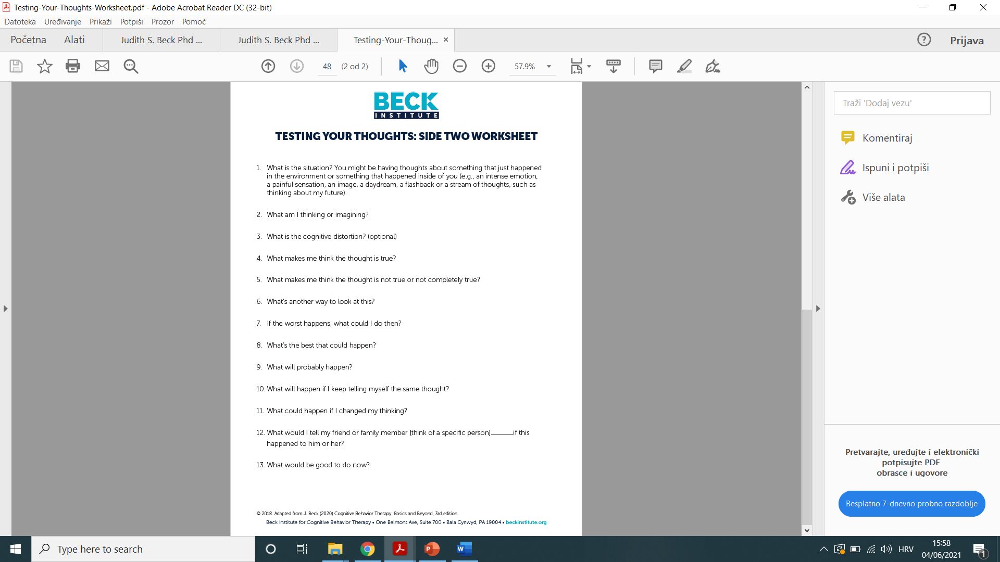 Testing-Your-Thoughts-Worksheet.pdf - Adobe Acrobat Reader DC (32-bit)
Datoteka Uređivanje Prikaži Potpiši Prozor Pomoć
Početna Alati Judith S. Beck Phd ... Judith S. Beck Phd ... Testing-Your-Thoug... Prijava
48 (2 od 2) 57.9%
BECK
INSTITUTE
TESTING YOUR THOUGHTS: SIDE TWO WORKSHEET
1. What is the situation? You might be having thoughts about something that just happened
in the environment or something that happened inside of you (e.g., an intense emotion,
a painful sensation, an image, a daydream, a flashback or a stream of thoughts, such as
thinking about my future).
2. What am I thinking or imagining?
3. What is the cognitive distortion? (optional)
4. What makes me think the thought is true?
5. What makes me think the thought is not true or not completely true?
6. What's another way to look at this?
7. If the worst happens, what could I do then?
8. What's the best that could happen?
9. What will probably happen?
10. What will happen if I keep telling myself the same thought?
11. What could happen if I changed my thinking?
12. What would I tell my friend or family member [think of a specific person]______if this
happened to him or her?
13. What would be good to do now?
© 2018. Adapted from J. Beck (2020) Cognitive Behavior Therapy: Basics and Beyond, 3rd edition.
Beck Institute for Cognitive Behavior Therapy • One Belmont Ave, Suite 700 • Bala Cynwyd, PA 19004 • beckinstitute.org
Traži 'Dodaj vezu'
Komentiraj
Ispuni i potpiši
Više alata
Pretvarajte, uređujte i elektronički
potpisujte PDF
obrasce i ugovore
Besplatno 7-dnevno probno razdoblje
Type here to search
HRV
15:58
04/06/2021
1